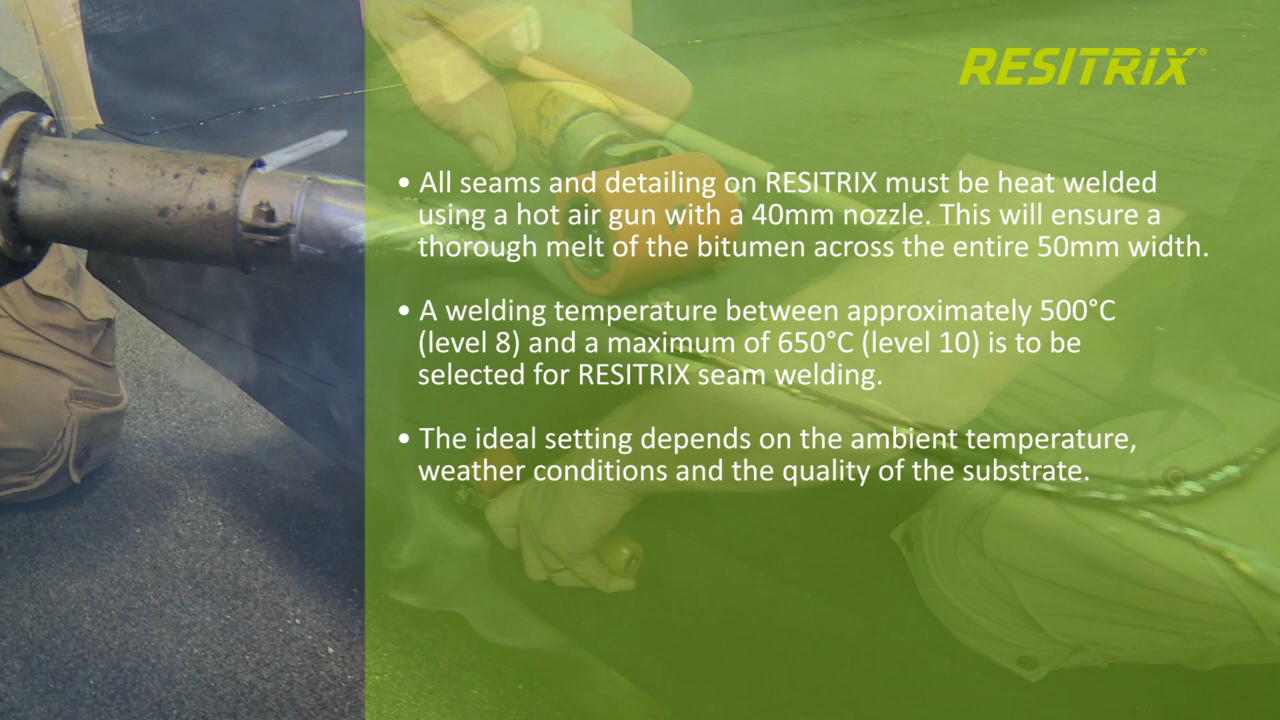 RESITRIX®
• All seams and detailing on RESITRIX must be heat welded
using a hot air gun with a 40mm nozzle. This will ensure a
thorough melt of the bitumen across the entire 50mm width.
• A welding temperature between approximately 500°C
(level 8) and a maximum of 650°C (level 10) is to be
selected for RESITRIX seam welding.
• The ideal setting depends on the ambient temperature,
weather conditions and the quality of the substrate.